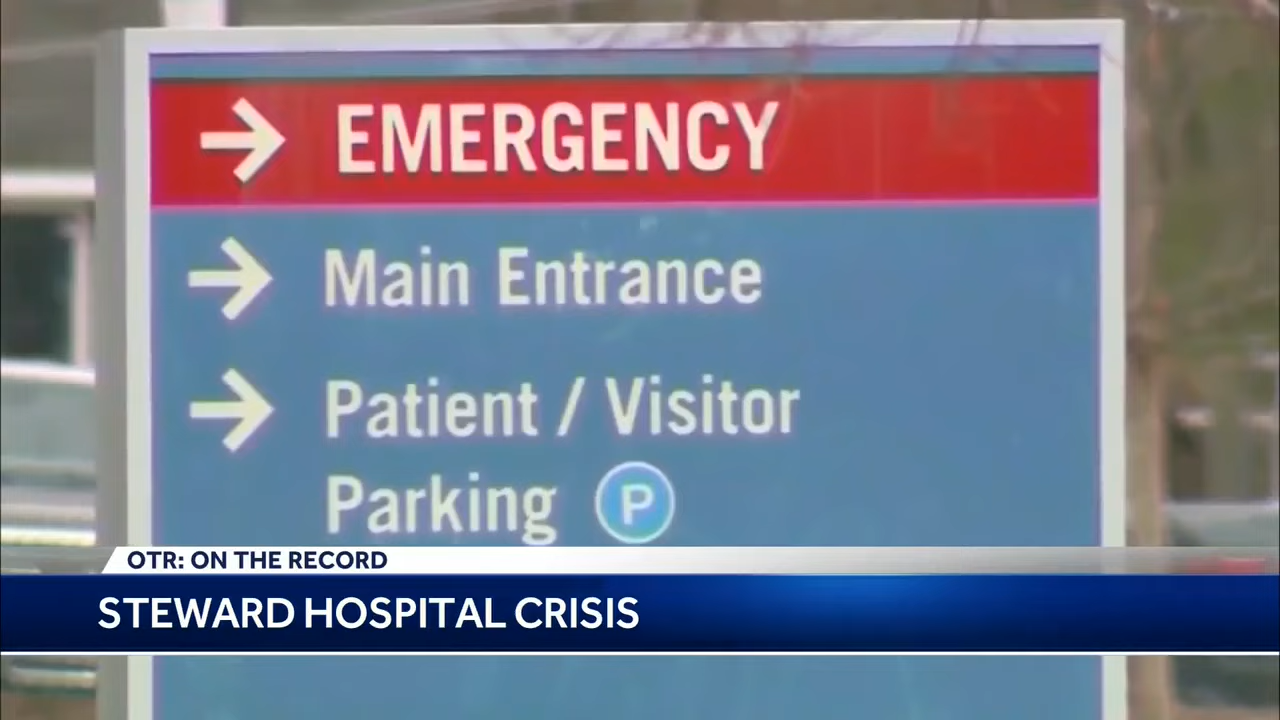 EMERGENCY
Main Entrance
Patient / Visitor
Parking P
OTR: ON THE RECORD
STEWARD HOSPITAL CRISIS